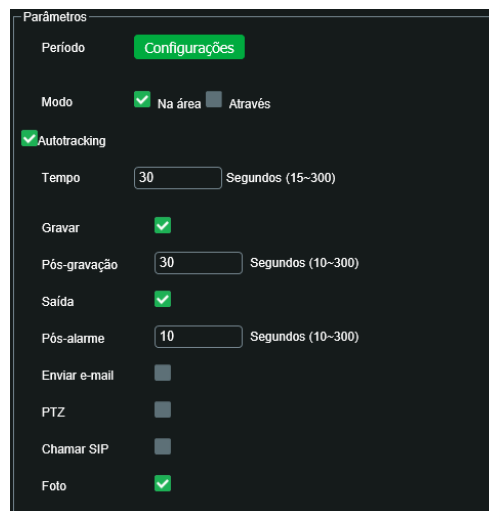 Parâmetros
Período Configurações
Modo Na área Através
Autotracking
Tempo 30 Segundos (15~300)
Gravar
Pós-gravação 30 Segundos (10~300)
Saída
Pós-alarme 10 Segundos (10~300)
Enviar e-mail
PTZ
Chamar SIP
Foto